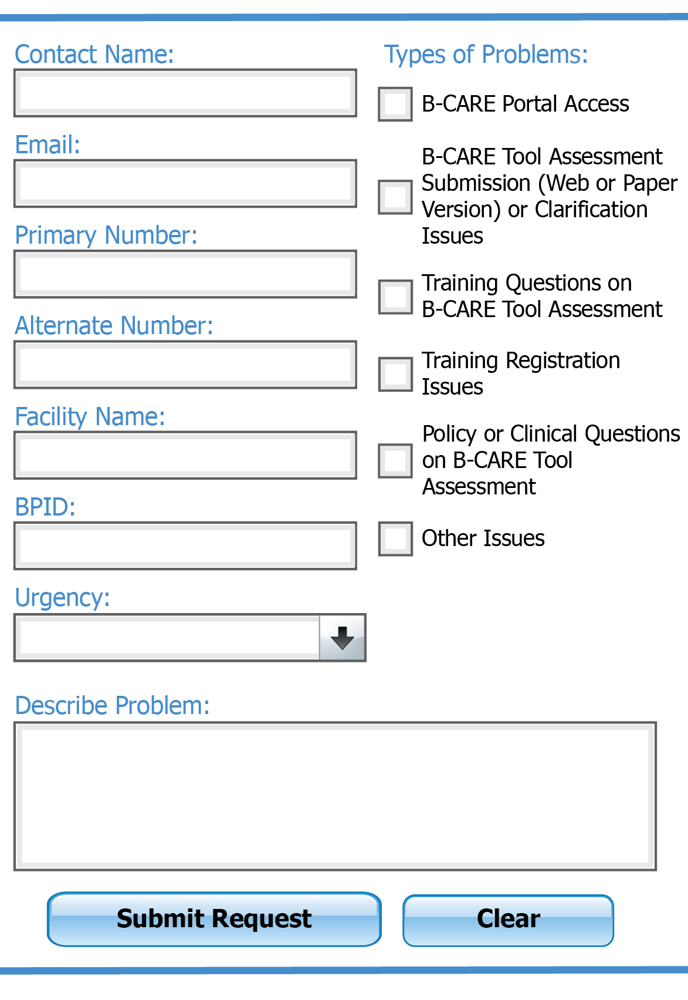 Contact Name:
Email:
Primary Number:
Alternate Number:
Facility Name:
BPID:
Urgency:
Types of Problems:
B-CARE Portal Access
B-CARE Tool Assessment
Submission (Web or Paper
Version) or Clarification
Issues
Training Questions on
B-CARE Tool Assessment
Training Registration
Issues
Policy or Clinical Questions
on B-CARE Tool
Assessment
Other Issues
Describe Problem:
Submit Request
Clear